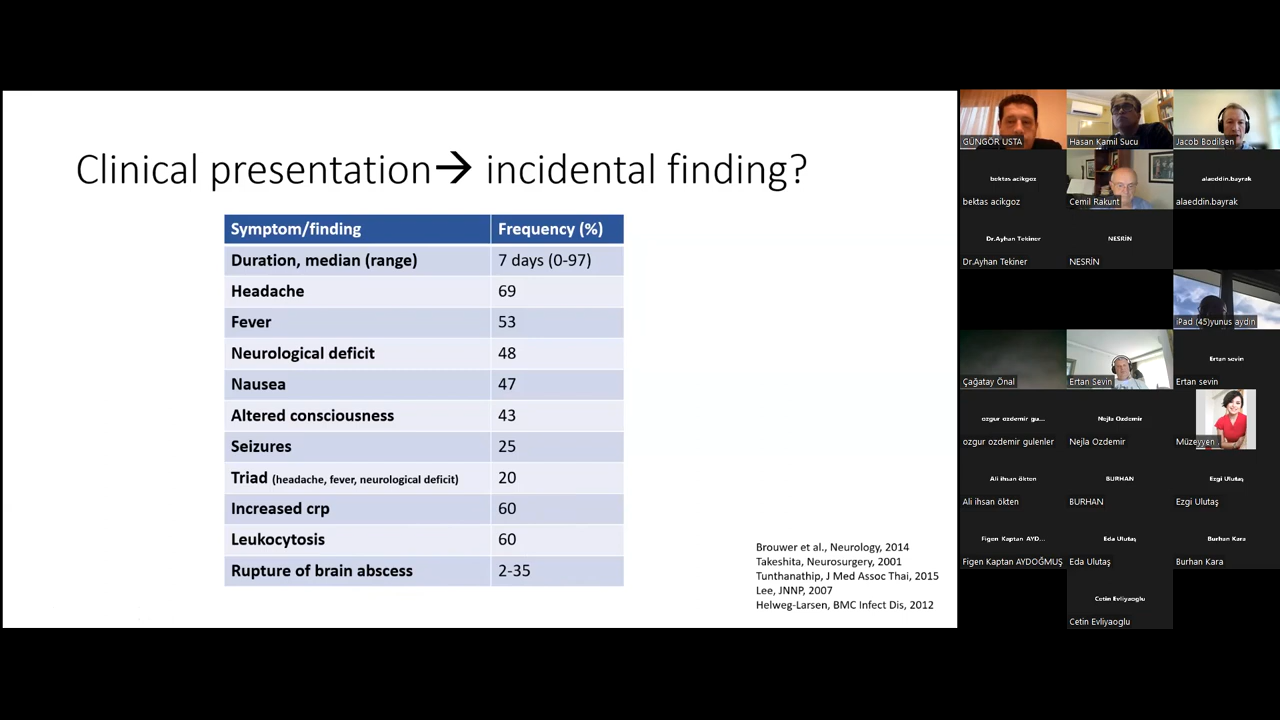 Clinical presentation→ incidental finding?
Symptom/finding Frequency (%)
Duration, median (range) 7 days (0-97)
Headache 69
Fever 53
Neurological deficit 48
Nausea 47
Altered consciousness 43
Seizures 25
Triad (headache, fever, neurological deficit) 20
Increased crp 60
Leukocytosis 60
Rupture of brain abscess 2-35
Brouwer et al., Neurology, 2014
Takeshita, Neurosurgery, 2001
Tunthanathip, J Med Assoc Thai, 2015
Lee, JNNP, 2007
Helweg-Larsen, BMC Infect Dis, 2012
GÜNGÖR USTA
Hasan Kamil Sucu
Jacob Bodilsen
bektas acikgoz
bektas acikgoz
Cemil Rakunt
alaeddin.bayrak
alaeddin.bayrak
Dr.Ayhan Tekiner
Dr.Ayhan Tekiner
NESRİN
NESRİN
iPad (45)yunus aydın
Çağatay Önal
Ertan Sevin
Ertan sevin
Ertan sevin
ozgur ozdemir gu...
ozgur ozdemir gulenler
Nejla Ozdemir
Nejla Ozdemir
Müzeyyen
Ali ihsan ökten
Ali ihsan ökten
BURHAN
BURHAN
Ezgi Ulutaş
Ezgi Ulutaş
Figen Kaptan AYD...
Figen Kaptan AYDOĞMUŞ
Eda Ulutaş
Eda Ulutaş
Burhan Kara
Burhan Kara
Cetin Evliyaoglu
Cetin Evliyaoglu